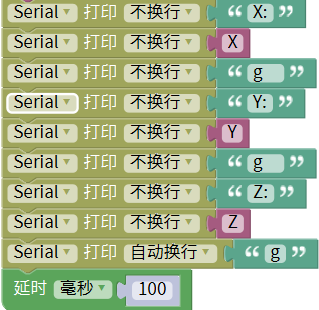 Serial 打印 不换行 “ X: ”
Serial 打印 不换行 X
Serial 打印 不换行 “ g ”
Serial 打印 不换行 “ Y: ”
Serial 打印 不换行 Y
Serial 打印 不换行 “ g ”
Serial 打印 不换行 “ Z: ”
Serial 打印 不换行 Z
Serial 打印 自动换行 “ g ”
延时 毫秒 100